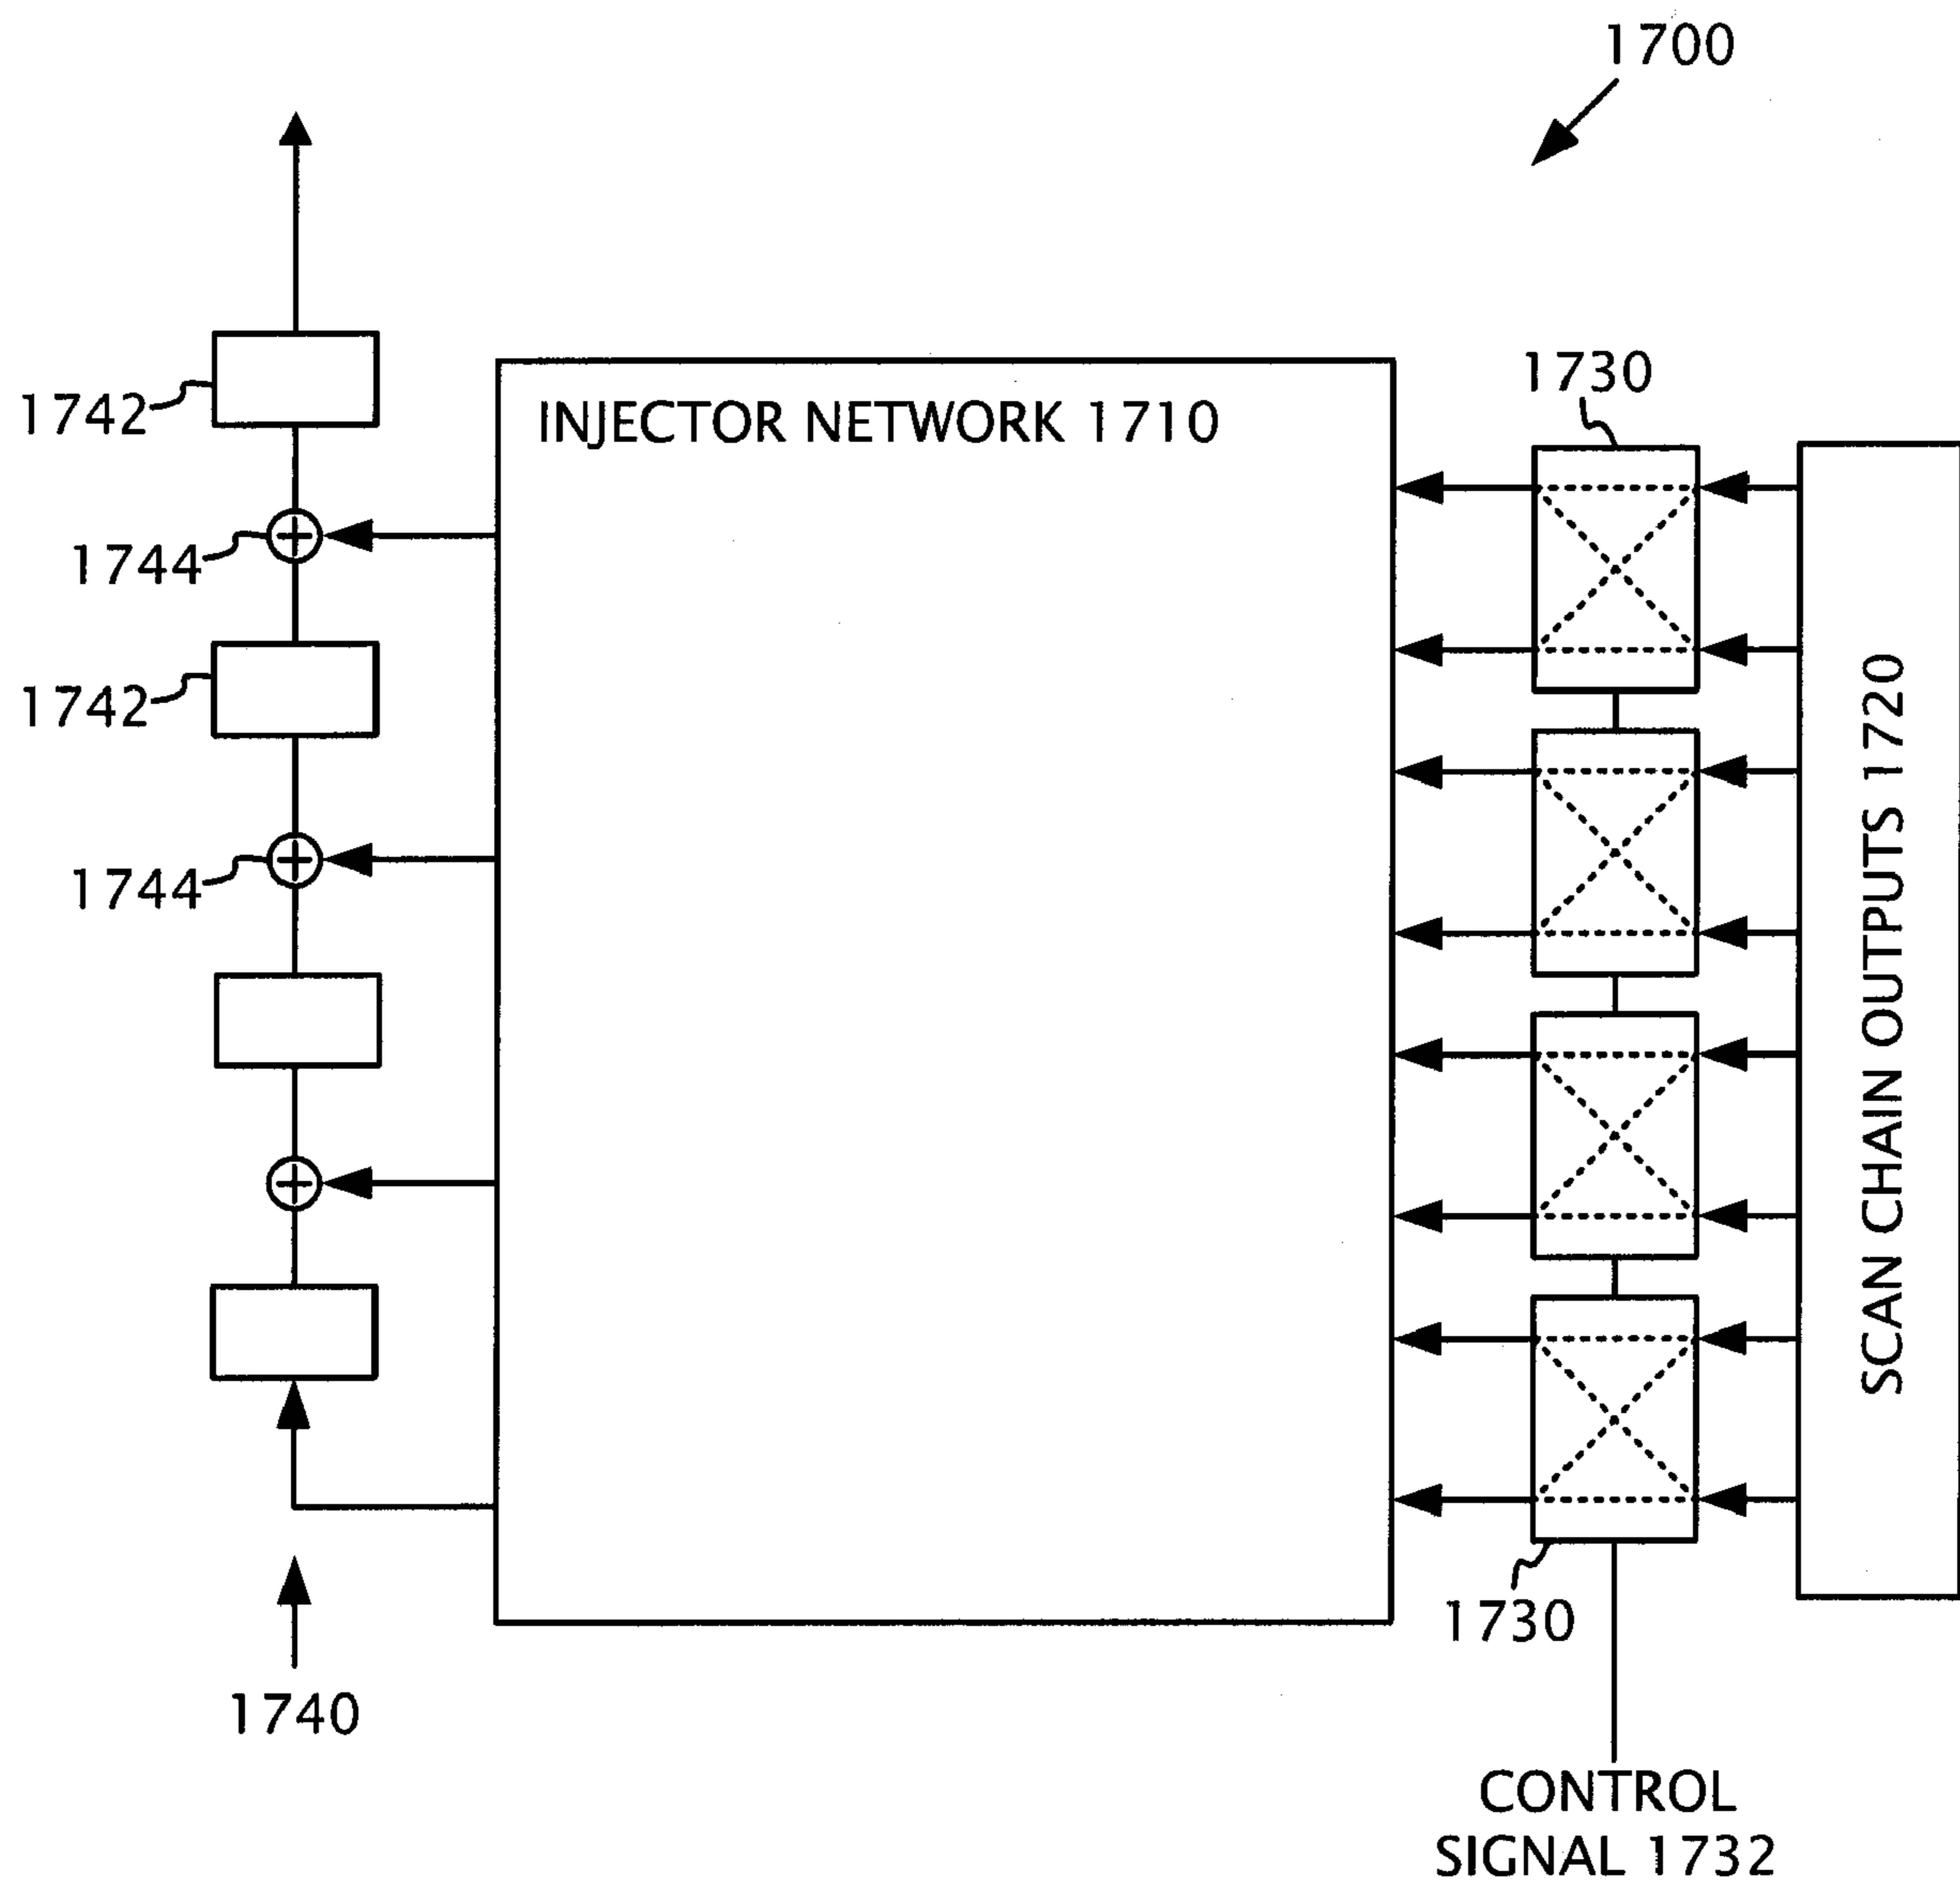 1700
1730
INJECTOR NETWORK 1710
1742
1744
1742
1744
SCAN CHAIN OUTPUTS 1720
1730
1740
CONTROL
SIGNAL 1732